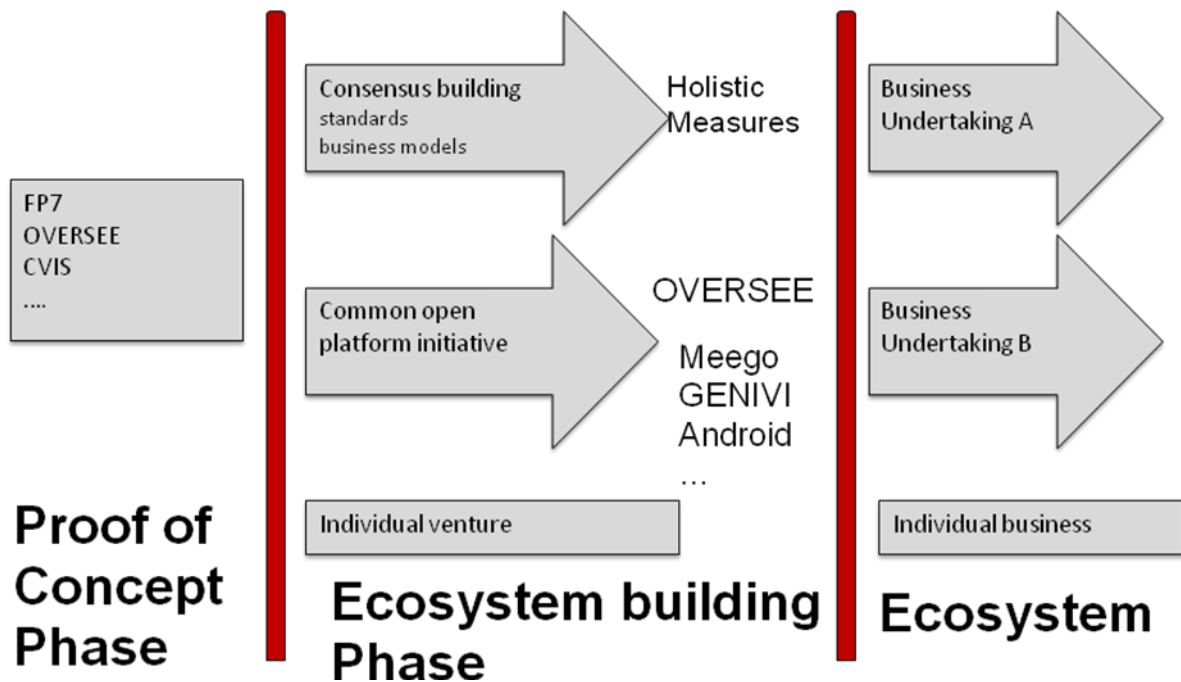 FP7
OVERSEE
CVIS
....
Proof of
Concept
Phase
Consensus building
standards
business models
Holistic
Measures
Common open
platform initiative
OVERSEE
Meego
GENIVI
Android
...
Individual venture
Ecosystem building
Phase
Business
Undertaking A
Business
Undertaking B
Individual business
Ecosystem